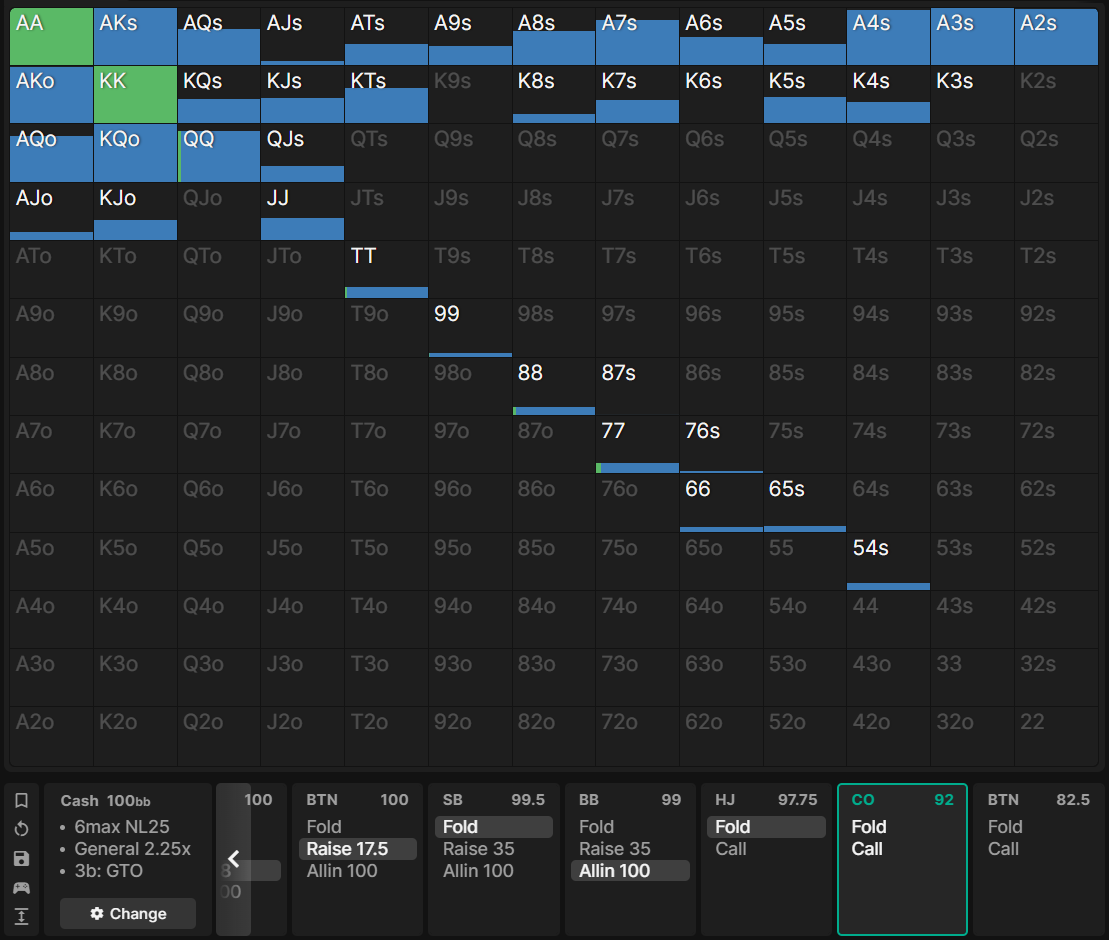 AA AKs AQs AJs ATs A9s A8s A7s A6s A5s A4s A3s A2s
AKo KK KQs KJs KTs K9s K8s K7s K6s K5s K4s K3s K2s
AQo KQo QQ QJs QTs Q9s Q8s Q7s Q6s Q5s Q4s Q3s Q2s
AJo KJo QJo JJ JTs J9s J8s J7s J6s J5s J4s J3s J2s
ATo KTo QTo JTo TT T9s T8s T7s T6s T5s T4s T3s T2s
A9o K9o Q9o J9o T9o 99 98s 97s 96s 95s 94s 93s 92s
A8o K8o Q8o J8o T8o 98o 88 87s 86s 85s 84s 83s 82s
A7o K7o Q7o J7o T7o 97o 87o 77 76s 75s 74s 73s 72s
A6o K6o Q6o J6o T6o 96o 86o 76o 66 65s 64s 63s 62s
A5o K5o Q5o J5o T5o 95o 85o 75o 65o 55 54s 53s 52s
A4o K4o Q4o J4o T4o 94o 84o 74o 64o 54o 44 43s 42s
A3o K3o Q3o J3o T3o 93o 83o 73o 63o 53o 43o 33 32s
A2o K2o Q2o J2o T2o 92o 82o 72o 62o 52o 42o 32o 22
Cash 100bb
• 6max NL25
• General 2.25x
• 3b: GTO
Change
100
8
00
BTN 100
Fold
Raise 17.5
Allin 100
SB 99.5
Fold
Raise 35
Allin 100
BB 99
Fold
Raise 35
Allin 100
HJ 97.75
Fold
Call
CO 92
Fold
Call
BTN 82.5
Fold
Call